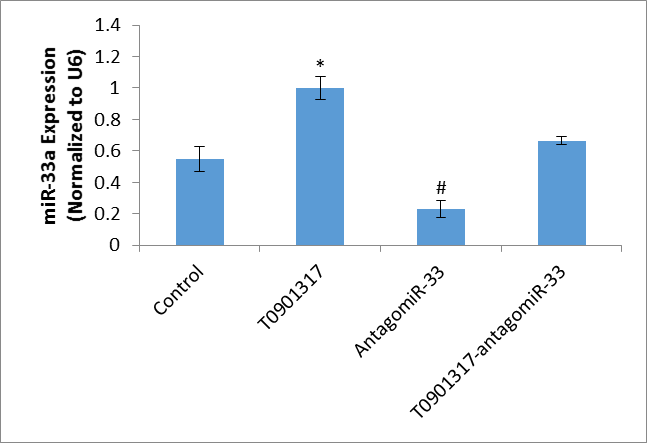 miR-33a Expression
(Normalized to U6)
1.4
1.2
1
0.8
0.6
0.4
0.2
0
*
#
Control
T0901317
AntagomiR-33
T0901317-antagomiR-33